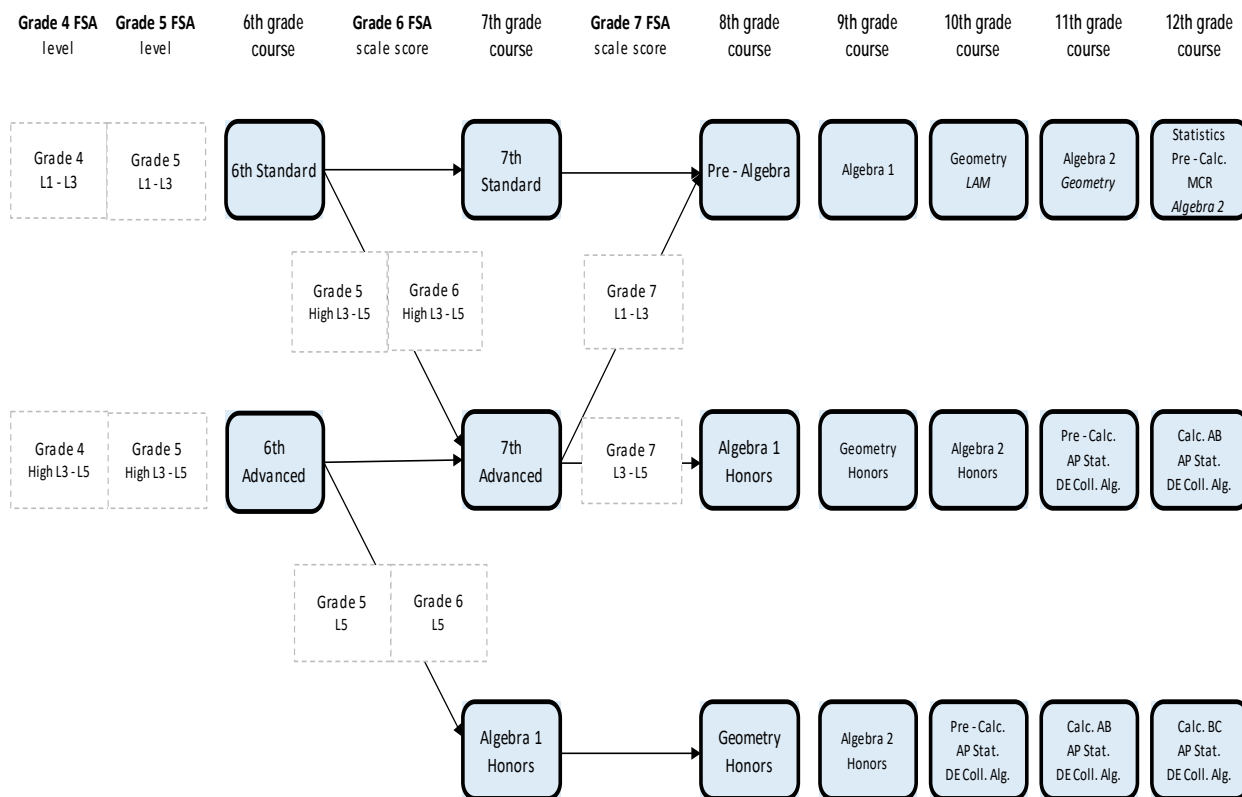 Grade 4 FSA
level
Grade 5 FSA
level
6th grade
course
Grade 6 FSA
scale score
7th grade
course
Grade 7 FSA
scale score
8th grade
course
9th grade
course
10th grade
course
11th grade
course
12th grade
course
Grade 4
L1 - L3
Grade 5
L1 - L3
6th Standard
7th
Standard
Pre - Algebra
Algebra 1
Geometry
LAM
Algebra 2
Geometry
Statistics
Pre - Calc.
MCR
Algebra 2
Grade 5
High L3 - L5
Grade 6
High L3 - L5
Grade 7
L1 - L3
Grade 4
High L3 - L5
Grade 5
High L3 - L5
6th
Advanced
7th
Advanced
Grade 7
L3 - L5
Algebra 1
Honors
Geometry
Honors
Algebra 2
Honors
Pre - Calc.
AP Stat.
DE Coll. Alg.
Calc. AB
AP Stat.
DE Coll. Alg.
Grade 5
L5
Grade 6
L5
Algebra 1
Honors
Geometry
Honors
Algebra 2
Honors
Pre - Calc.
AP Stat.
DE Coll. Alg.
Calc. AB
AP Stat.
DE Coll. Alg.
Calc. BC
AP Stat.
DE Coll. Alg.